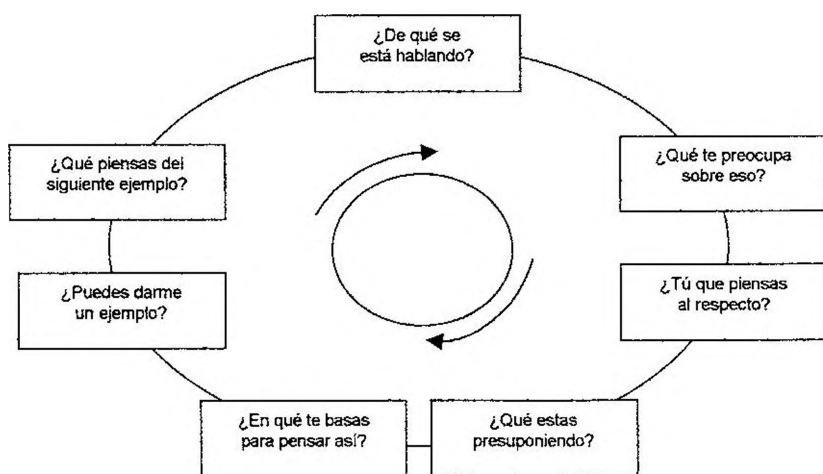 ¿De qué se
está hablando?
¿Qué te preocupa
sobre eso?
¿Tú que piensas
al respecto?
¿Qué estas
presuponiendo?
¿En qué te basas
para pensar así?
¿Puedes darme
un ejemplo?
¿Qué piensas del
siguiente ejemplo?